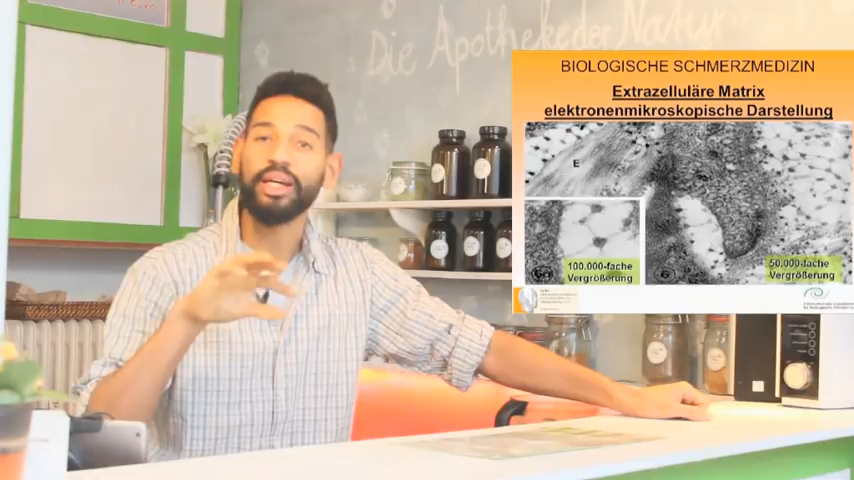 Die Apotheke der Natur
BIOLOGISCHE SCHMERZMEDIZIN
Extrazelluläre Matrix
elektronenmikroskopische Darstellung
E
100.000-fache
Vergrößerung
50.000-fache
Vergrößerung